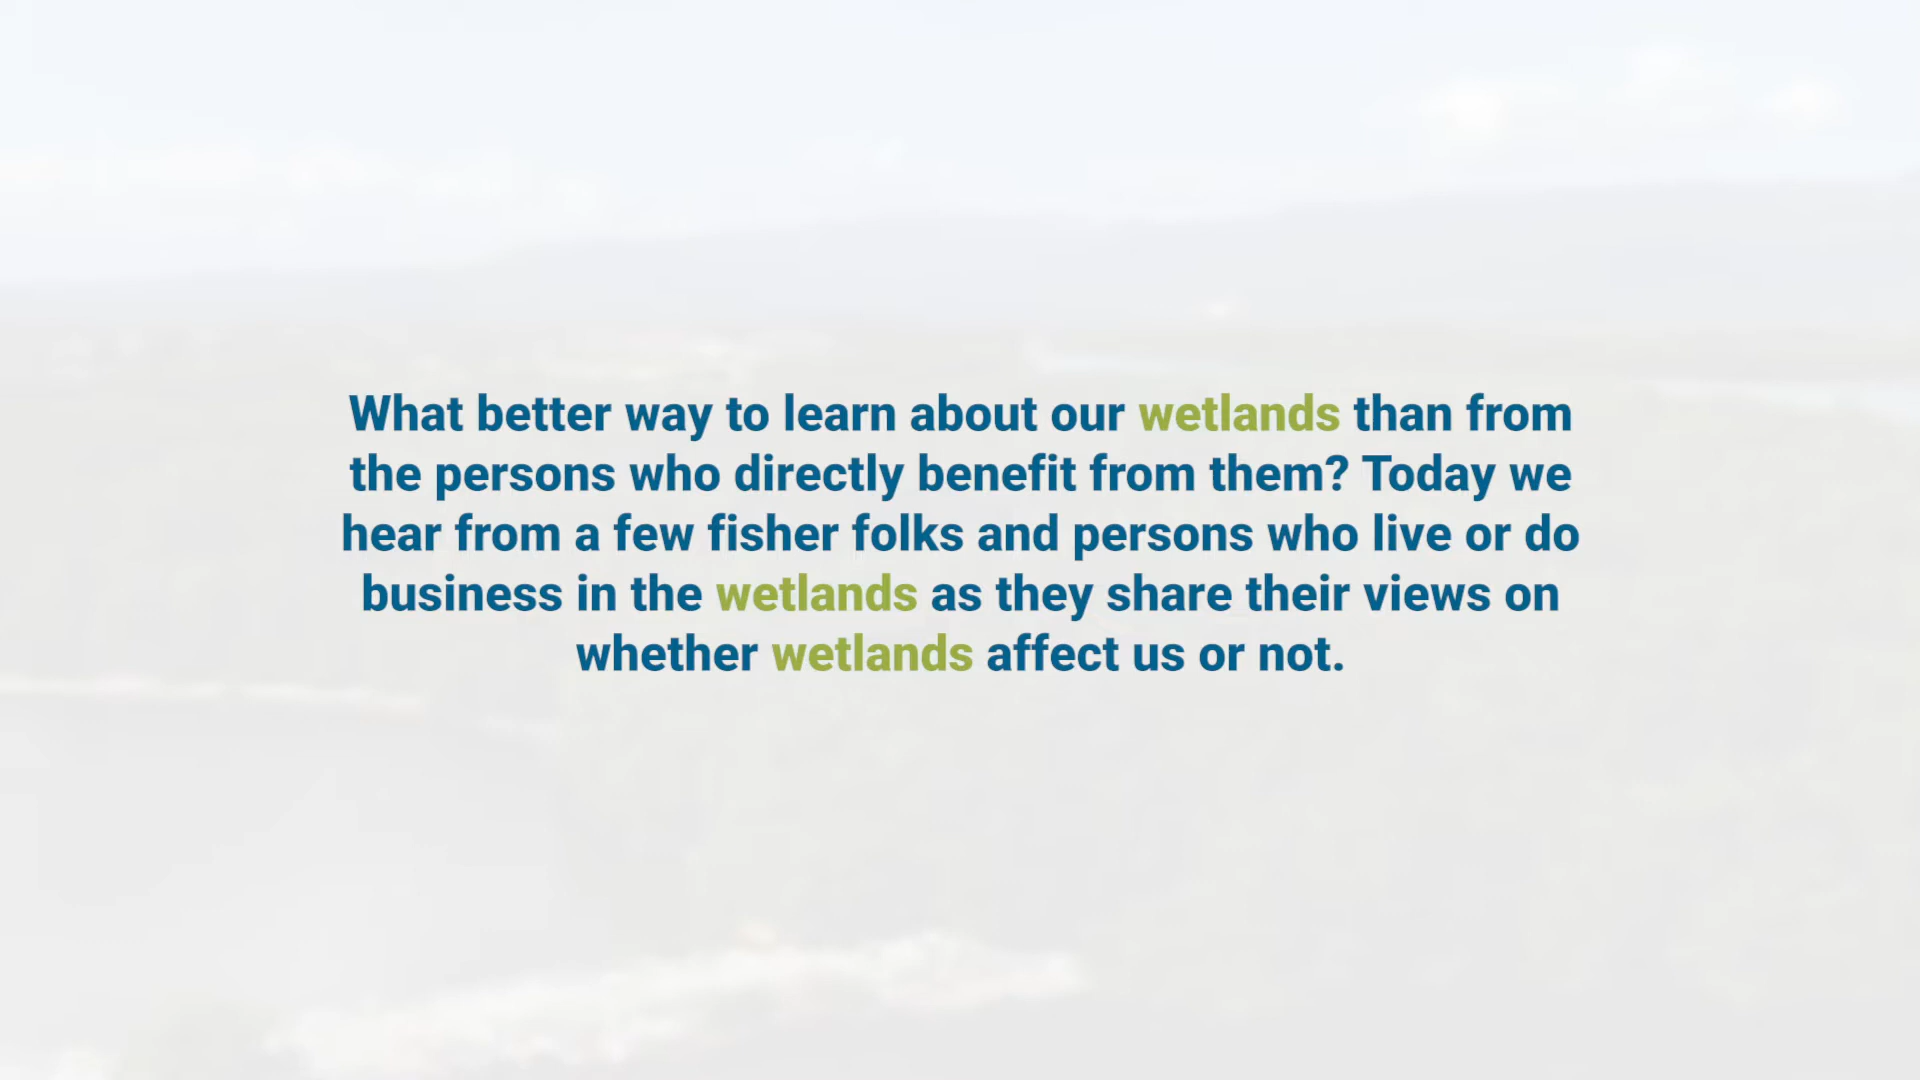 What better way to learn about our wetlands than from
the persons who directly benefit from them? Today we
hear from a few fisher folks and persons who live or do
business in the wetlands as they share their views on
whether wetlands affect us or not.